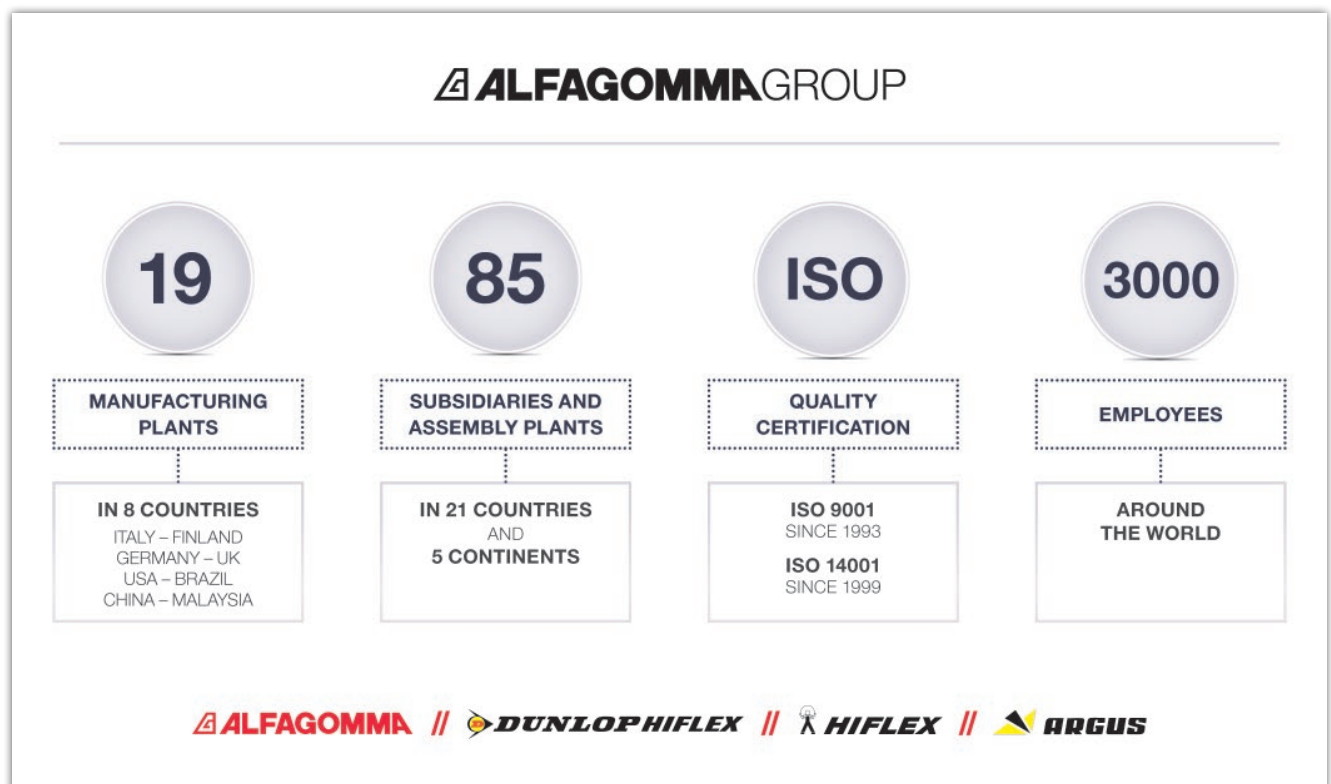 ALFAGOMMAGROUP
19
MANUFACTURING
PLANTS
IN 8 COUNTRIES
ITALY – FINLAND
GERMANY – UK
USA – BRAZIL
CHINA – MALAYSIA
85
SUBSIDIARIES AND
ASSEMBLY PLANTS
IN 21 COUNTRIES
AND
5 CONTINENTS
ISO
QUALITY
CERTIFICATION
ISO 9001
SINCE 1993
ISO 14001
SINCE 1999
3000
EMPLOYEES
AROUND
THE WORLD
ALFAGOMMA // DUNLOPHIFLEX // HIFLEX // ARGUS